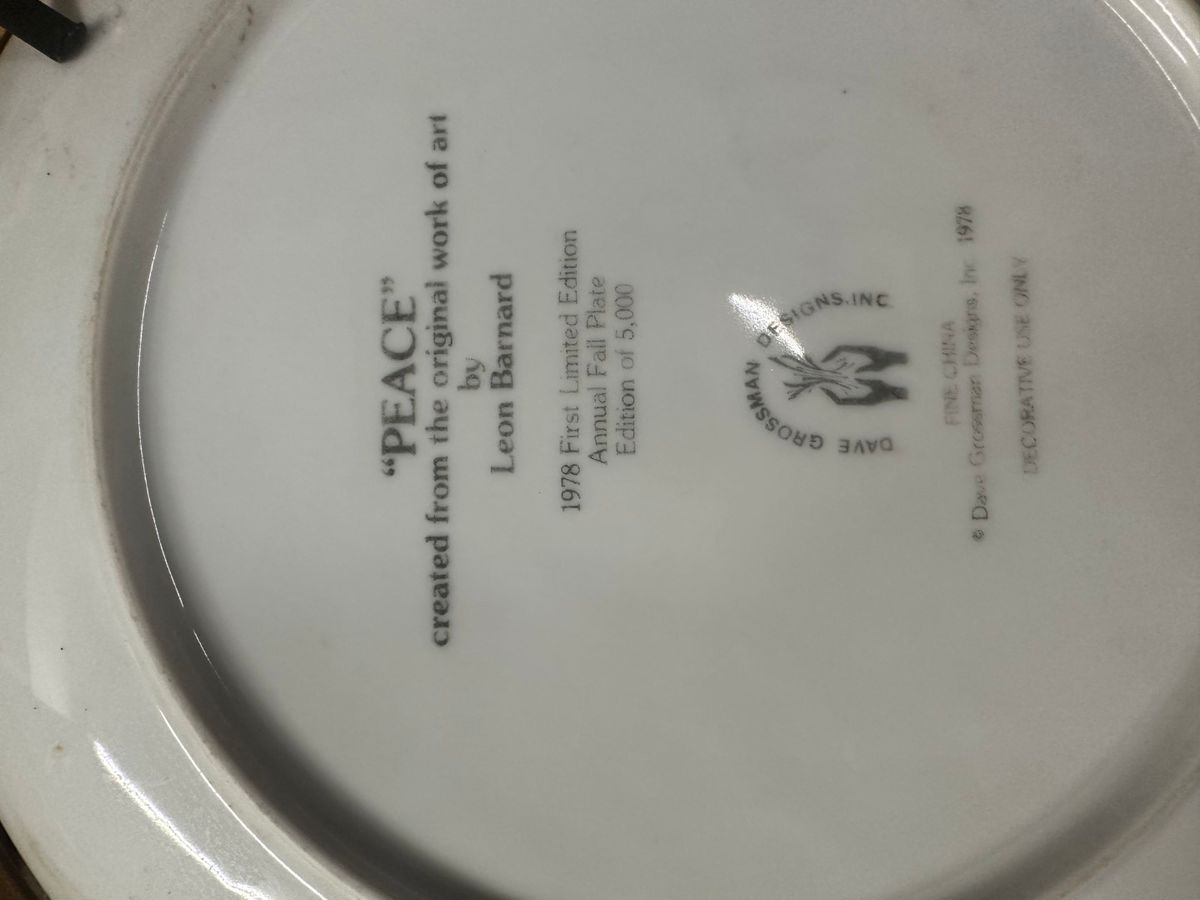 “PEACE”
created from the original work of art
by
Leon Barnard
1978 First Limited Edition
Annual Fall Plate
Edition of 5,000
DAVE GROSSMAN DESIGNS.INC
FINE CHINA
© Dave Grossman Designs, Inc. 1978
DECORATIVE USE ONLY